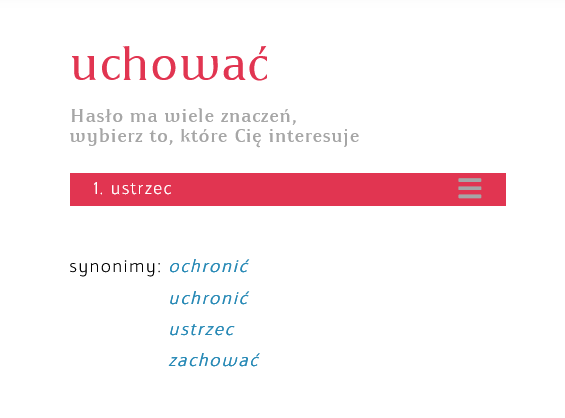 uchować
Hasło ma wiele znaczeń,
wybierz to, które Cię interesuje
1. ustrzec
synonimy: ochronić
uchronić
ustrzec
zachować